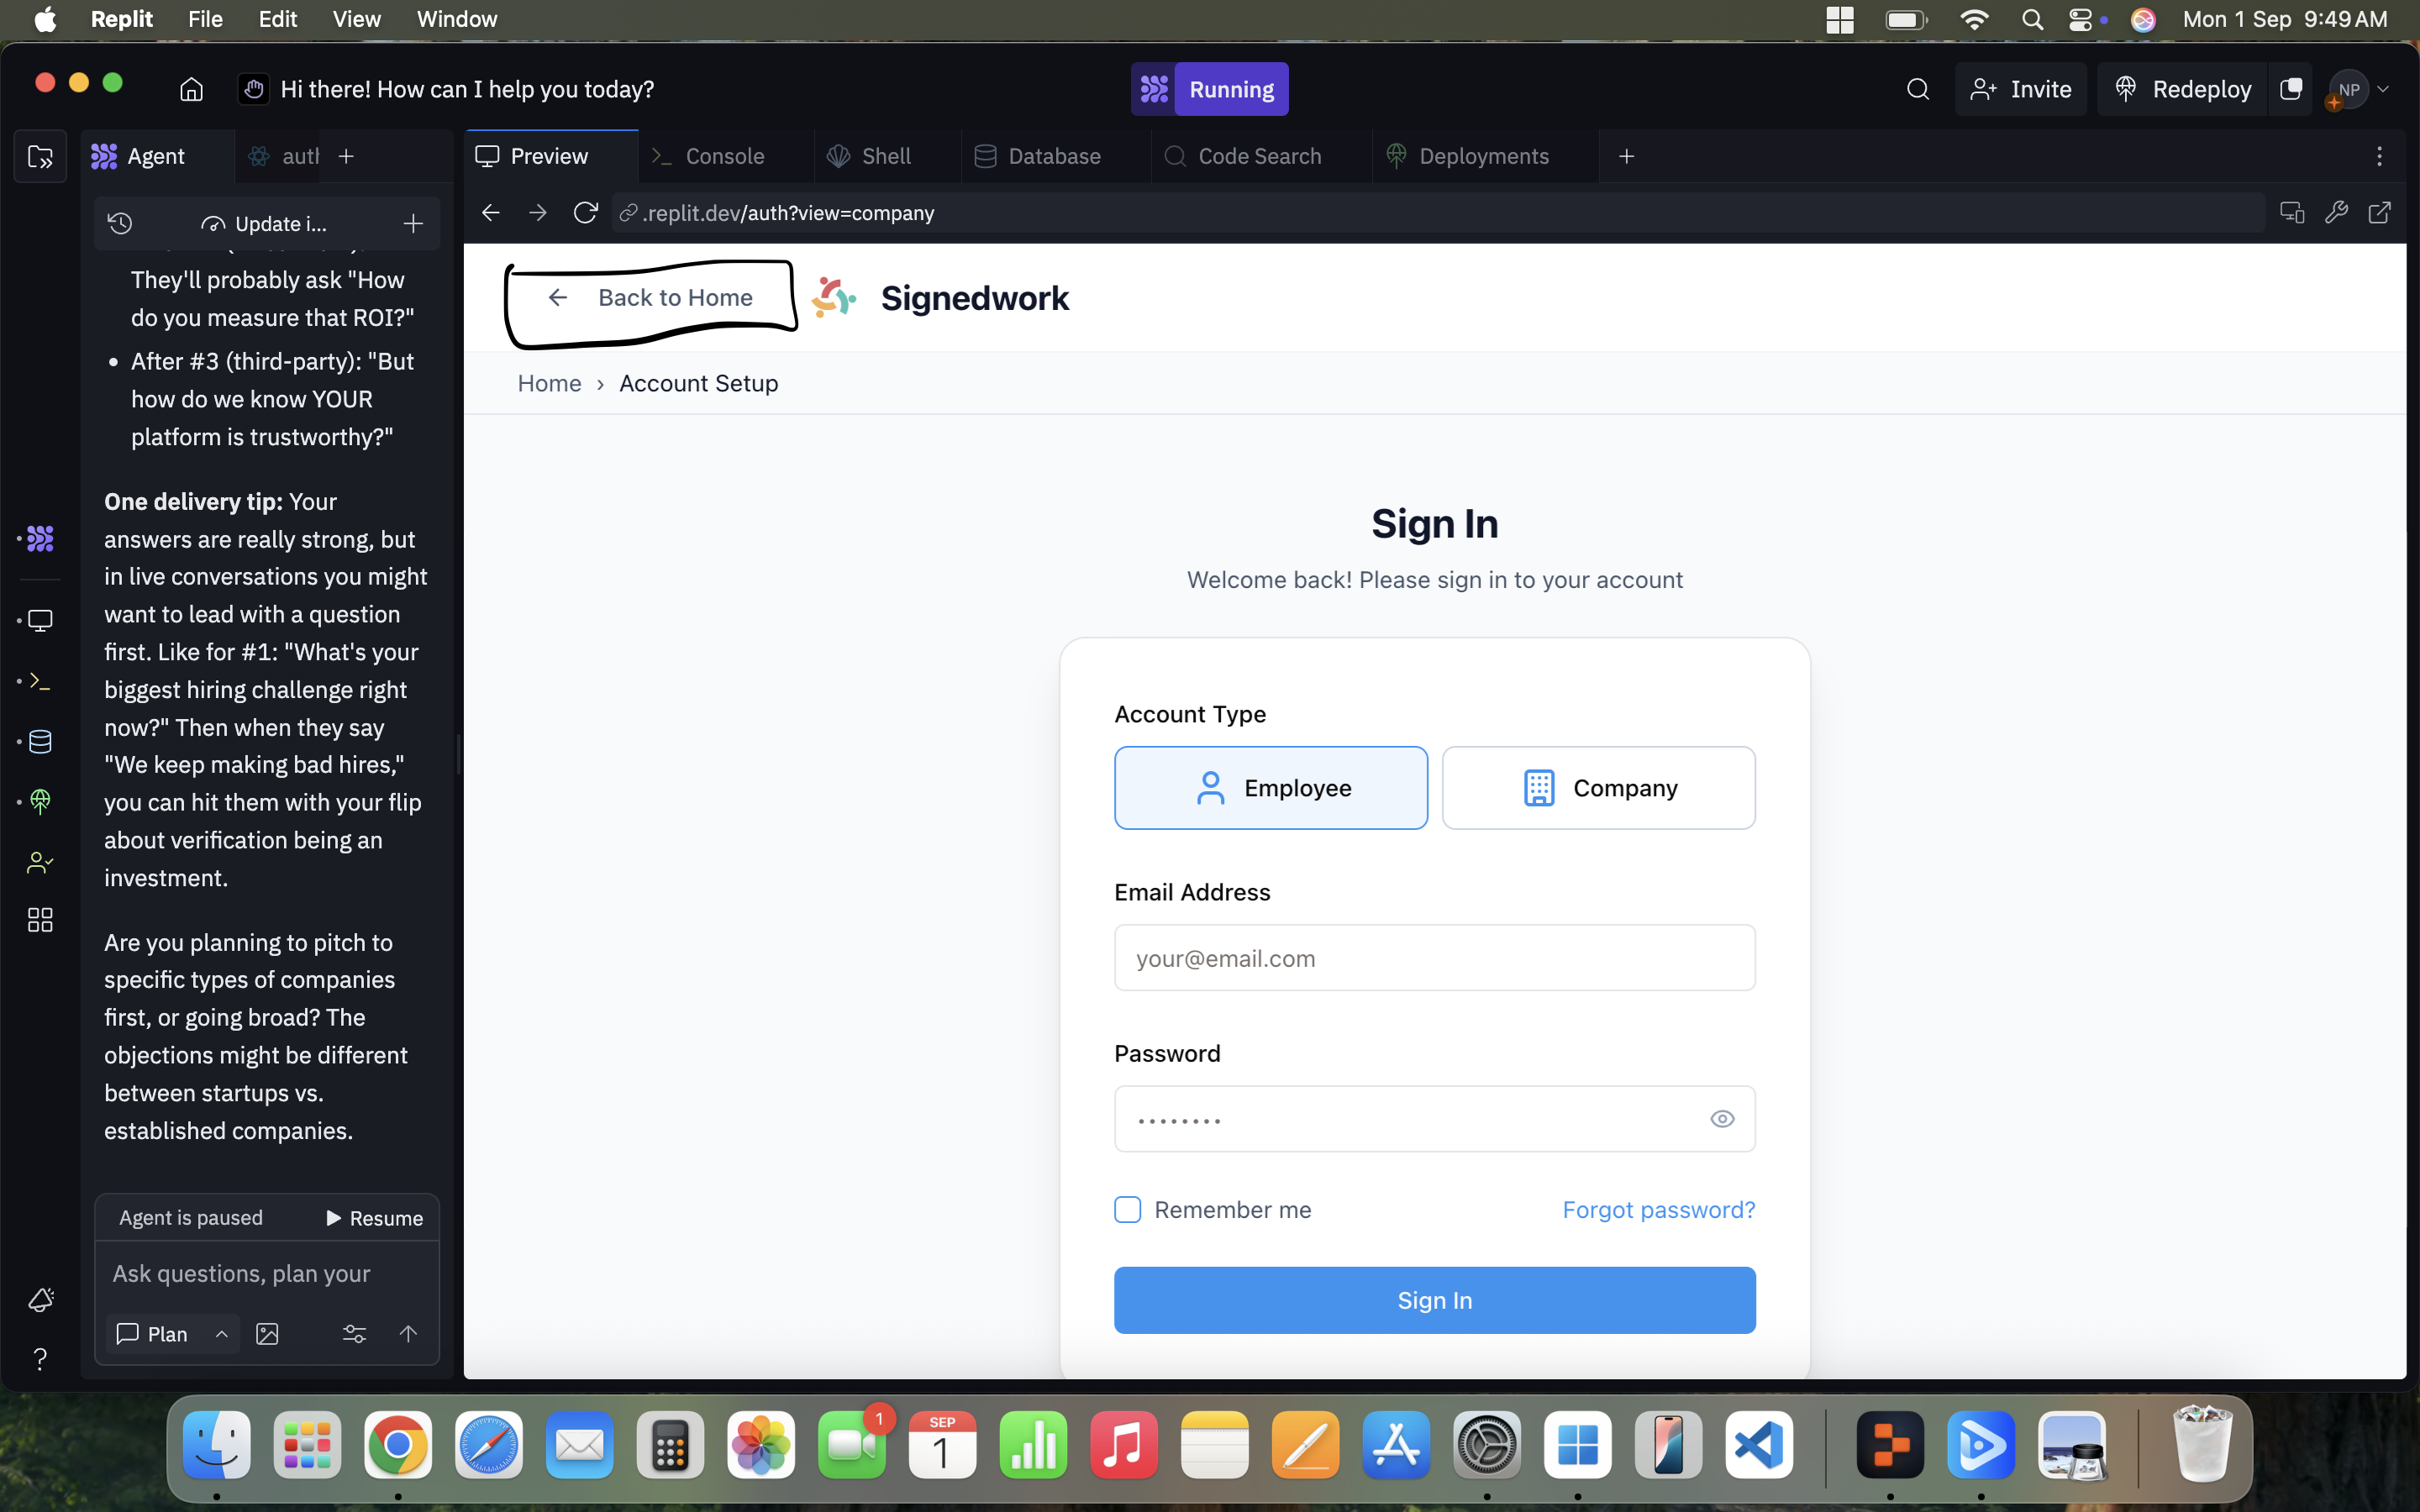 Replit File Edit View Window Mon 1 Sep 9:49 AM
Hi there! How can I help you today? Running Invite Redeploy NP
Agent auth Preview Console Shell Database Code Search Deployments
Update i...
.replit.dev/auth?view=company
They'll probably ask "How
do you measure that ROI?"
• After #3 (third-party): "But
how do we know YOUR
platform is trustworthy?"
One delivery tip: Your
answers are really strong, but
in live conversations you might
want to lead with a question
first. Like for #1: "What's your
biggest hiring challenge right
now?" Then when they say
"We keep making bad hires,"
you can hit them with your flip
about verification being an
investment.
Are you planning to pitch to
specific types of companies
first, or going broad? The
objections might be different
between startups vs.
established companies.
Agent is paused Resume
Ask questions, plan your
Plan
Back to Home Signedwork
Home › Account Setup
Sign In
Welcome back! Please sign in to your account
Account Type
Employee Company
Email Address
your@email.com
Password
Remember me Forgot password?
Sign In
1
SEP
1